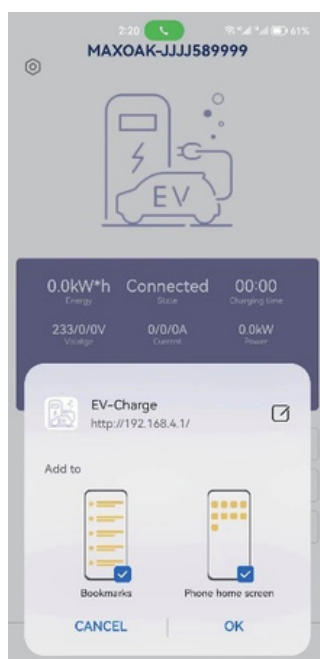 2:20 61%
MAXOAK-JJJJ589999
EV
0.0kW*h Connected 00:00
Energy State Charging time
233/0/0V 0/0/0A 0.0kW
Volatge Current Power
EV-Charge
http://192.168.4.1/
Add to
Bookmarks Phone home screen
CANCEL OK